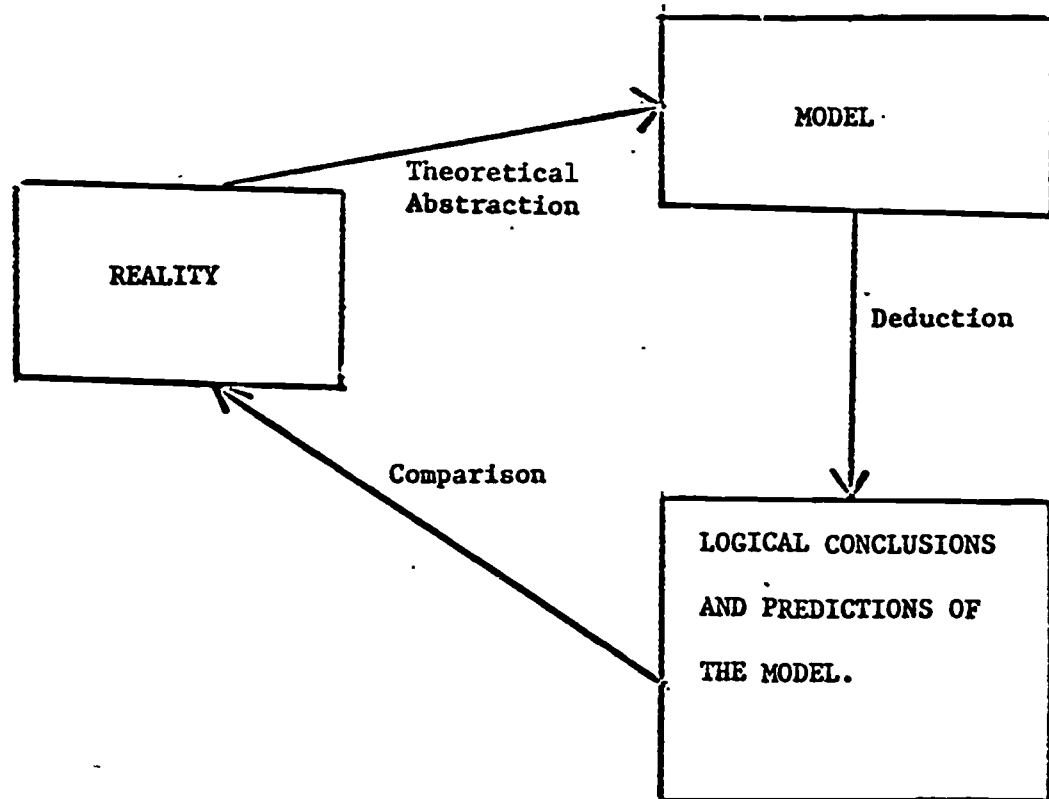 MODEL
Theoretical
Abstraction
REALITY
Deduction
Comparison
LOGICAL CONCLUSIONS
AND PREDICTIONS OF
THE MODEL.